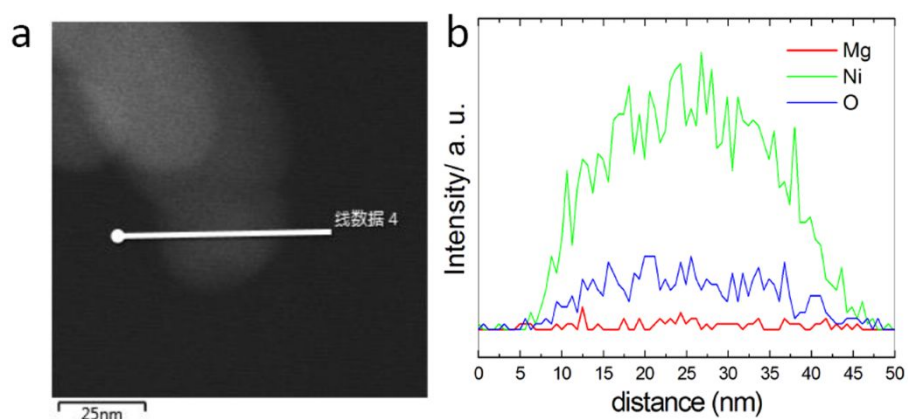 a
线数据 4
25nm
b
Mg
Ni
O
Intensity/ a. u.
0 5 10 15 20 25 30 35 40 45 50
distance (nm)